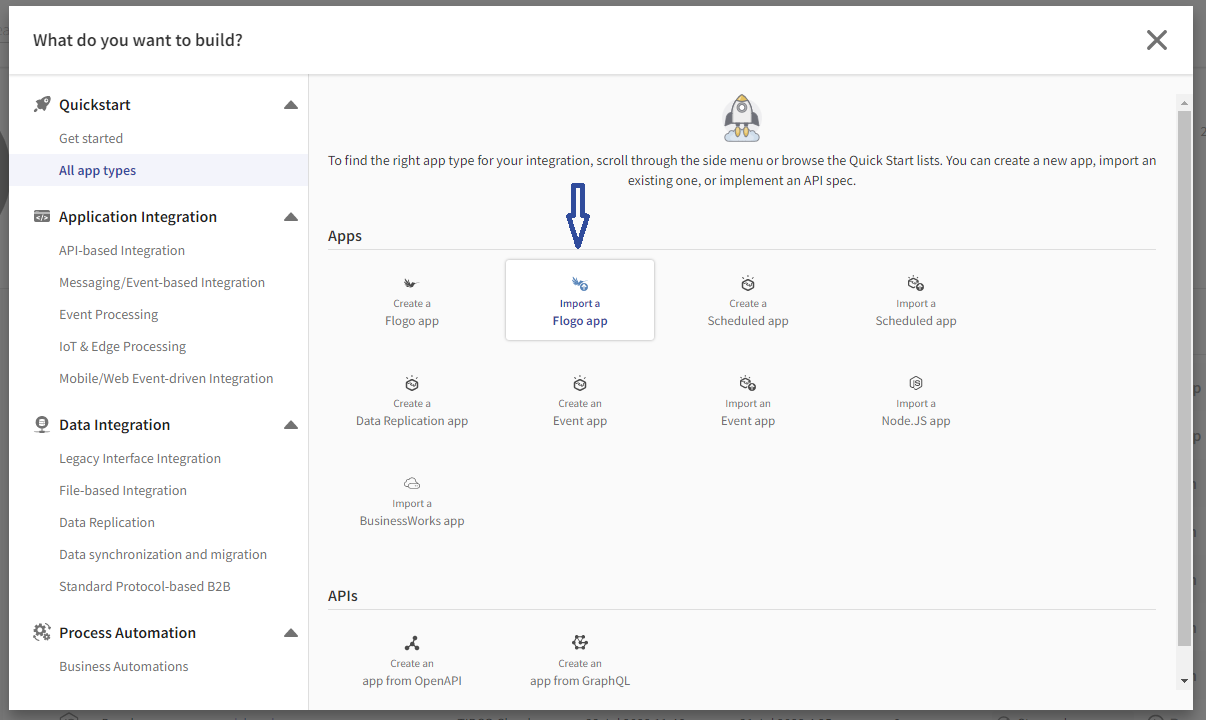 What do you want to build?
Quickstart
Get started
All app types
Application Integration
API-based Integration
Messaging/Event-based Integration
Event Processing
IoT & Edge Processing
Mobile/Web Event-driven Integration
Data Integration
Legacy Interface Integration
File-based Integration
Data Replication
Data synchronization and migration
Standard Protocol-based B2B
Process Automation
Business Automations
To find the right app type for your integration, scroll through the side menu or browse the Quick Start lists. You can create a new app, import an
existing one, or implement an API spec.
Apps
Create a
Flogo app
Import a
Flogo app
Create a
Scheduled app
Import a
Scheduled app
Create a
Data Replication app
Create an
Event app
Import an
Event app
Import a
Node.JS app
Import a
BusinessWorks app
APIs
Create an
app from OpenAPI
Create an
app from GraphQL